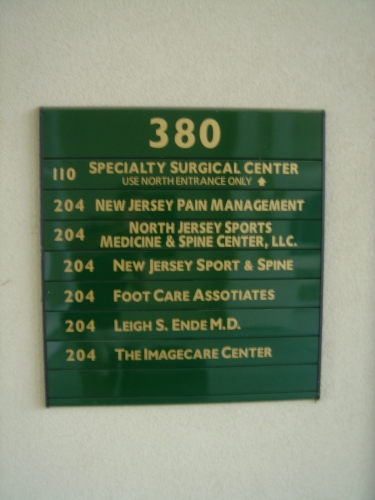 380
110 SPECIALTY SURGICAL CENTER
USE NORTH ENTRANCE ONLY
204 NEW JERSEY PAIN MANAGEMENT
204 NORTH JERSEY SPORTS
MEDICINE & SPINE CENTER, LLC.
204 NEW JERSEY SPORT & SPINE
204 FOOT CARE ASSOTIATES
204 LEIGH S. ENDE M.D.
204 THE IMAGECARE CENTER